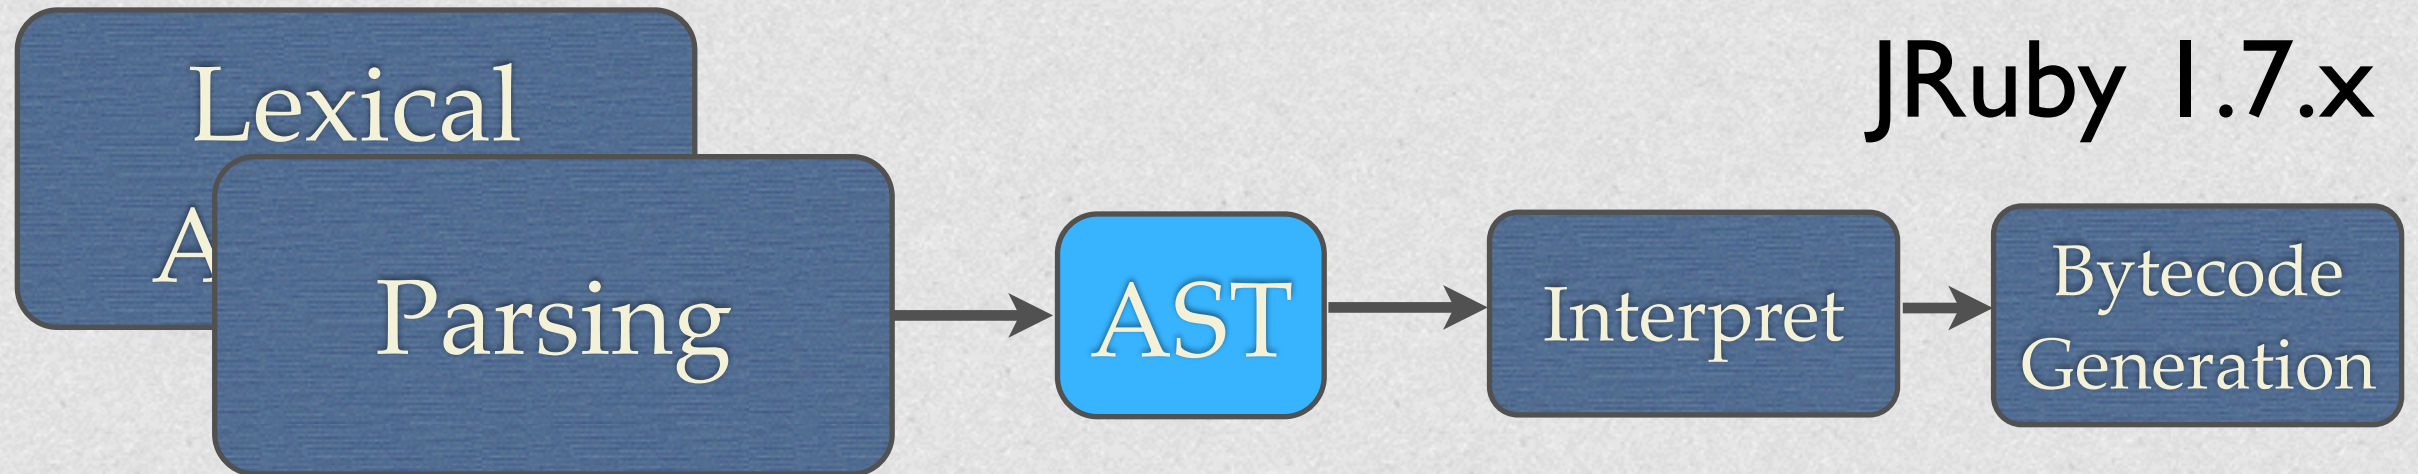 Lexical
A
Parsing
AST
Interpret
Bytecode
Generation
JRuby 1.7.x